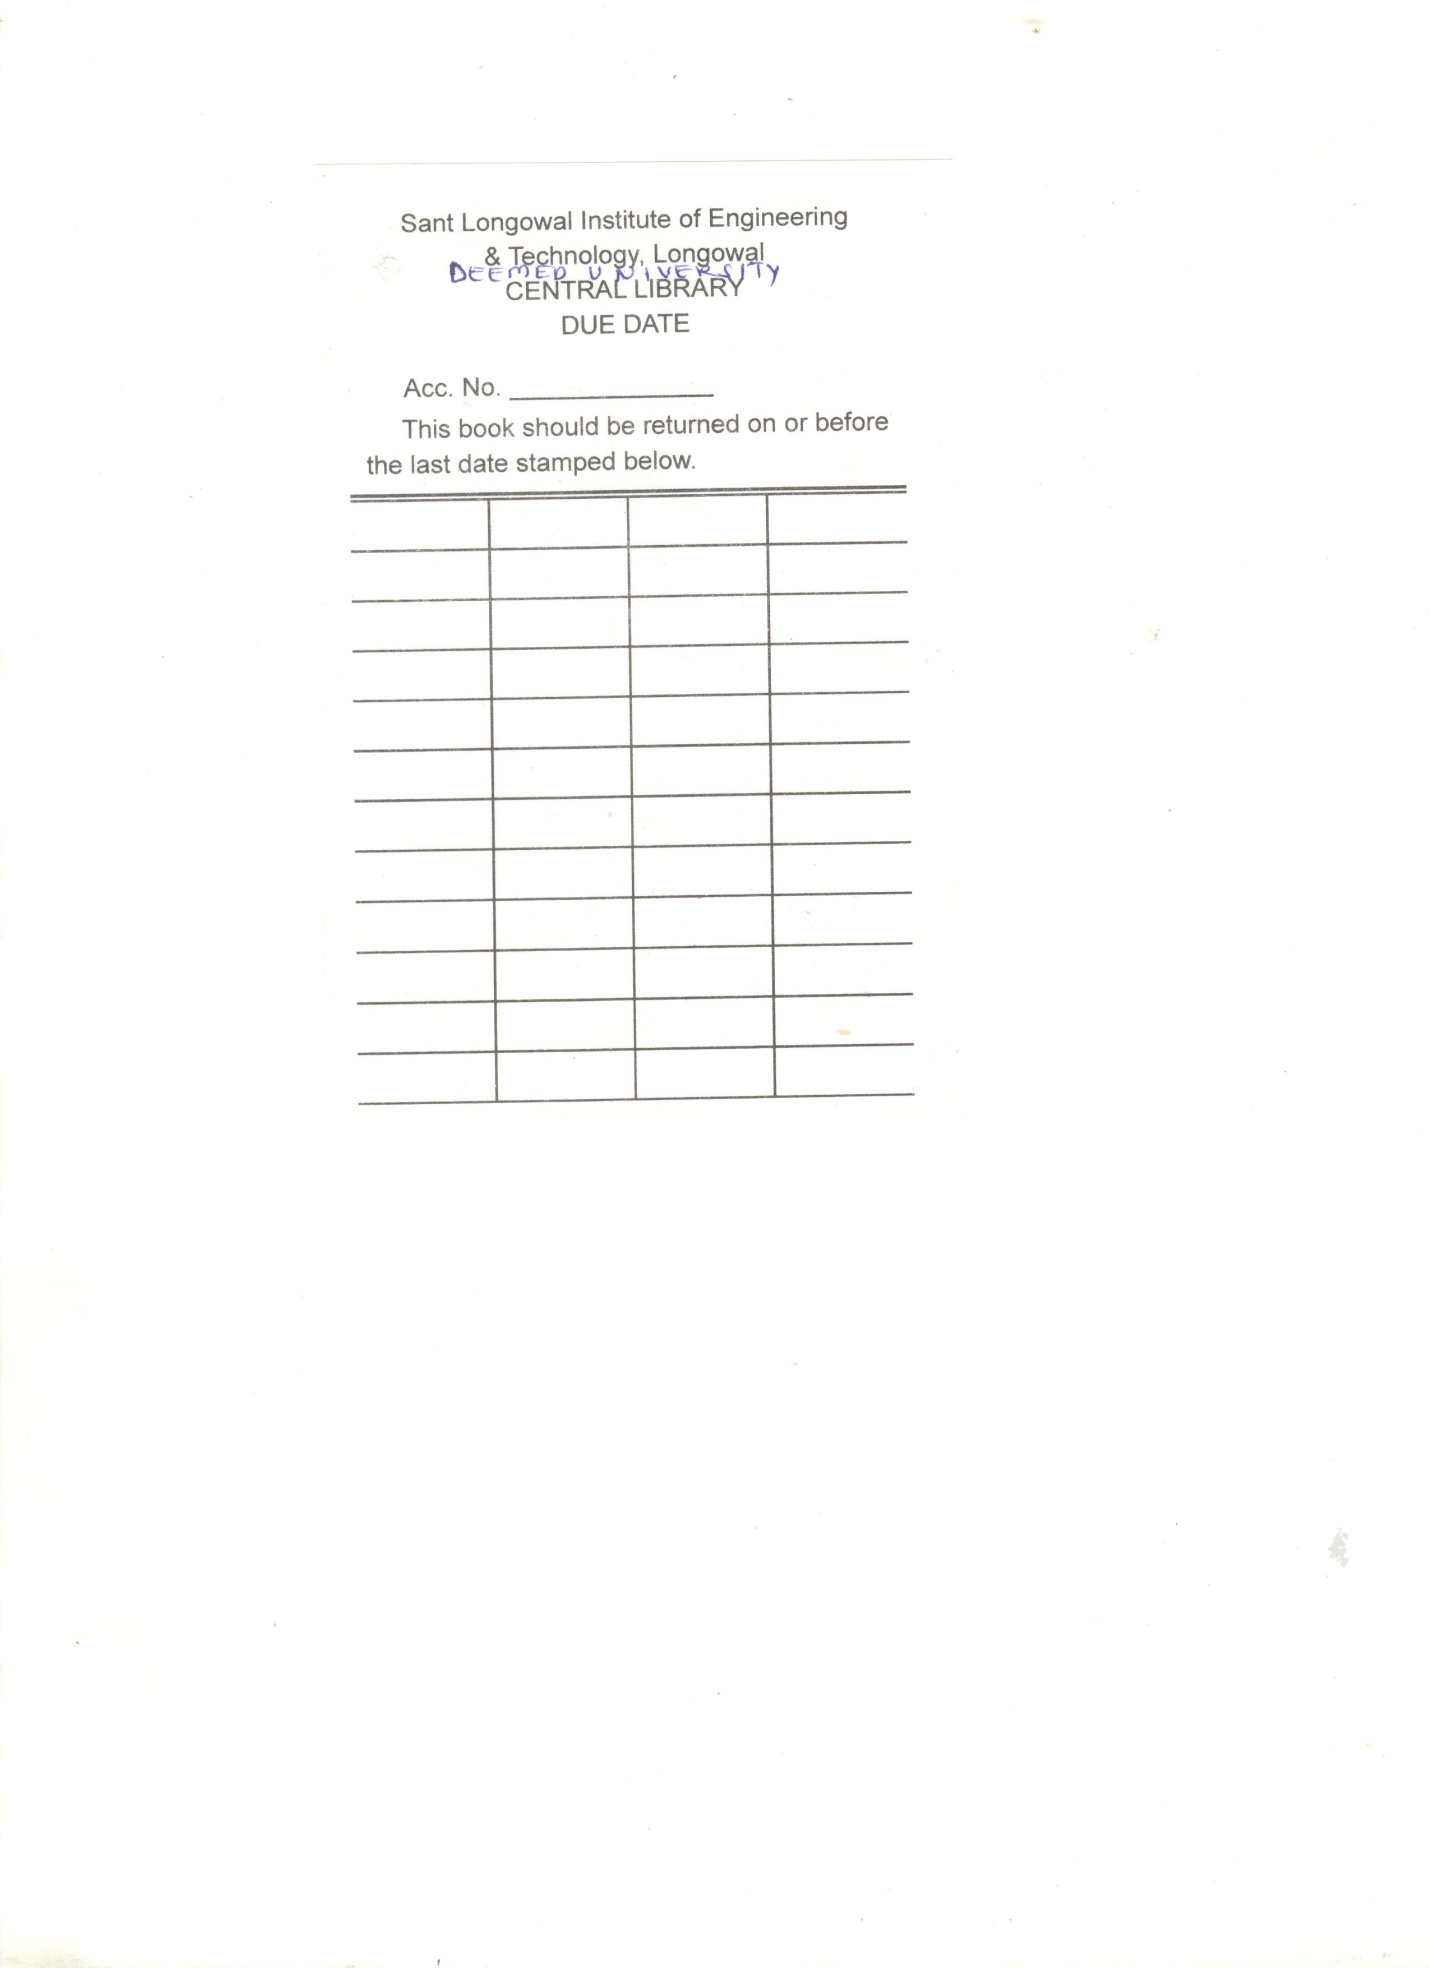 Sant Longowal Institute of Engineering
& Technology, Longowal
DEEMED UNIVERSITY
CENTRAL LIBRARY
DUE DATE
Acc. No.
This book should be returned on or before
the last date stamped below.